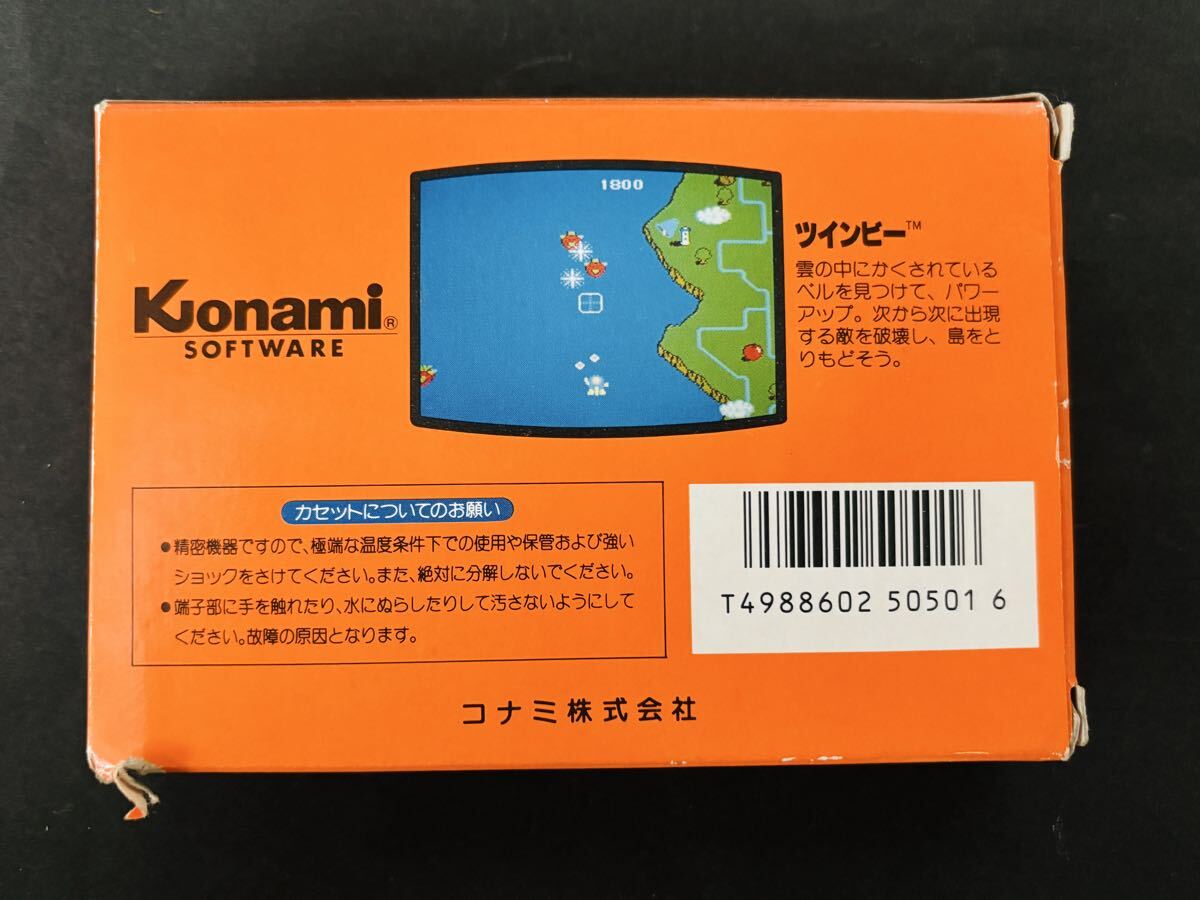 Konami®
SOFTWARE
1800
ツインビー™
雲の中にかくされている
ベルを見つけて、パワー
アップ。次から次に出現
する敵を破壊し、島をと
りもどそう。
カセットについてのお願い
●精密機器ですので、極端な温度条件下での使用や保管および強い
ショックをさけてください。また、絶対に分解しないでください。
●端子部に手を触れたり、水にぬらしたりして汚さないようにして
ください。故障の原因となります。
T4988602 50501 6
コナミ株式会社